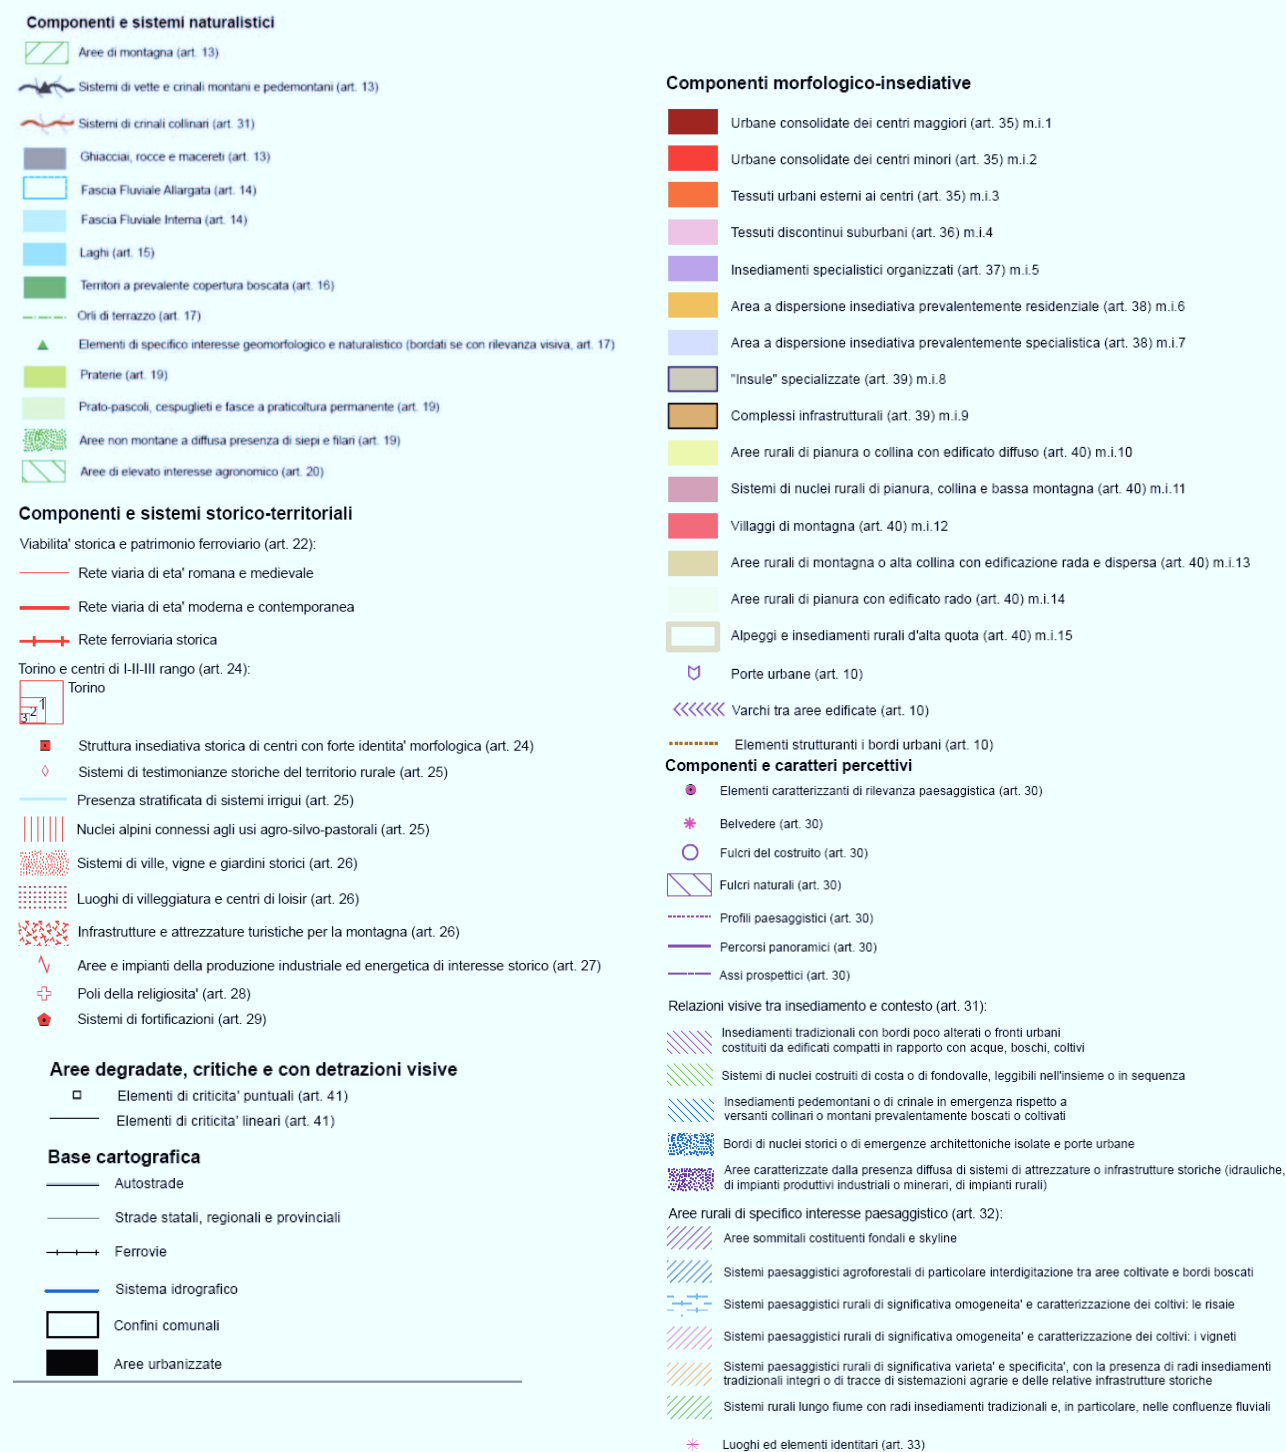 Componenti e sistemi naturalistici
Aree di montagna (art. 13)
Sistemi di vette e crinali montani e pedemontani (art. 13)
Sistemi di crinali collinari (art. 31)
Ghiacciai, rocce e macereti (art. 13)
Fascia Fluviale Allargata (art. 14)
Fascia Fluviale Interna (art. 14)
Laghi (art. 15)
Territori a prevalente copertura boscata (art. 16)
Orli di terrazzo (art. 17)
Elementi di specifico interesse geomorfologico e naturalistico (bordati se con rilevanza visiva, art. 17)
Praterie (art. 19)
Prato-pascoli, cespuglieti e fasce a praticoltura permanente (art. 19)
Aree non montane a diffusa presenza di siepi e filari (art. 19)
Aree di elevato interesse agronomico (art. 20)
Componenti e sistemi storico-territoriali
Viabilita' storica e patrimonio ferroviario (art. 22):
Rete viaria di eta' romana e medievale
Rete viaria di eta' moderna e contemporanea
Rete ferroviaria storica
Torino e centri di I-II-III rango (art. 24):
Torino
1
2
3
Struttura insediativa storica di centri con forte identita' morfologica (art. 24)
Sistemi di testimonianze storiche del territorio rurale (art. 25)
Presenza stratificata di sistemi irrigui (art. 25)
Nuclei alpini connessi agli usi agro-silvo-pastorali (art. 25)
Sistemi di ville, vigne e giardini storici (art. 26)
Luoghi di villeggiatura e centri di loisir (art. 26)
Infrastrutture e attrezzature turistiche per la montagna (art. 26)
Aree e impianti della produzione industriale ed energetica di interesse storico (art. 27)
Poli della religiosita' (art. 28)
Sistemi di fortificazioni (art. 29)
Aree degradate, critiche e con detrazioni visive
Elementi di criticita' puntuali (art. 41)
Elementi di criticita' lineari (art. 41)
Base cartografica
Autostrade
Strade statali, regionali e provinciali
Ferrovie
Sistema idrografico
Confini comunali
Aree urbanizzate
Componenti morfologico-insediative
Urbane consolidate dei centri maggiori (art. 35) m.i.1
Urbane consolidate dei centri minori (art. 35) m.i.2
Tessuti urbani esterni ai centri (art. 35) m.i.3
Tessuti discontinui suburbani (art. 36) m.i.4
Insediamenti specialistici organizzati (art. 37) m.i.5
Area a dispersione insediativa prevalentemente residenziale (art. 38) m.i.6
Area a dispersione insediativa prevalentemente specialistica (art. 38) m.i.7
"Insule" specializzate (art. 39) m.i.8
Complessi infrastrutturali (art. 39) m.i.9
Aree rurali di pianura o collina con edificato diffuso (art. 40) m.i.10
Sistemi di nuclei rurali di pianura, collina e bassa montagna (art. 40) m.i.11
Villaggi di montagna (art. 40) m.i.12
Aree rurali di montagna o alta collina con edificazione rada e dispersa (art. 40) m.i.13
Aree rurali di pianura con edificato rado (art. 40) m.i.14
Alpeggi e insediamenti rurali d'alta quota (art. 40) m.i.15
Porte urbane (art. 10)
Varchi tra aree edificate (art. 10)
Elementi strutturanti i bordi urbani (art. 10)
Componenti e caratteri percettivi
Elementi caratterizzanti di rilevanza paesaggistica (art. 30)
Belvedere (art. 30)
Fulcri del costruito (art. 30)
Fulcri naturali (art. 30)
Profili paesaggistici (art. 30)
Percorsi panoramici (art. 30)
Assi prospettici (art. 30)
Relazioni visive tra insediamento e contesto (art. 31):
Insediamenti tradizionali con bordi poco alterati o fronti urbani
costituiti da edificati compatti in rapporto con acque, boschi, coltivi
Sistemi di nuclei costruiti di costa o di fondovalle, leggibili nell'insieme o in sequenza
Insediamenti pedemontani o di crinale in emergenza rispetto a
versanti collinari o montani prevalentamente boscati o coltivati
Bordi di nuclei storici o di emergenze architettoniche isolate e porte urbane
Aree caratterizzate dalla presenza diffusa di sistemi di attrezzature o infrastrutture storiche (idrauliche,
di impianti produttivi industriali o minerari, di impianti rurali)
Aree rurali di specifico interesse paesaggistico (art. 32):
Aree sommitali costituenti fondali e skyline
Sistemi paesaggistici agroforestali di particolare interdigitazione tra aree coltivate e bordi boscati
Sistemi paesaggistici rurali di significativa omogeneita' e caratterizzazione dei coltivi: le risaie
Sistemi paesaggistici rurali di significativa omogeneita' e caratterizzazione dei coltivi: i vigneti
Sistemi paesaggistici rurali di significativa varieta' e specificita', con la presenza di radi insediamenti
tradizionali integri o di tracce di sistemazioni agrarie e delle relative infrastrutture storiche
Sistemi rurali lungo fiume con radi insediamenti tradizionali e, in particolare, nelle confluenze fluviali
Luoghi ed elementi identitari (art. 33)